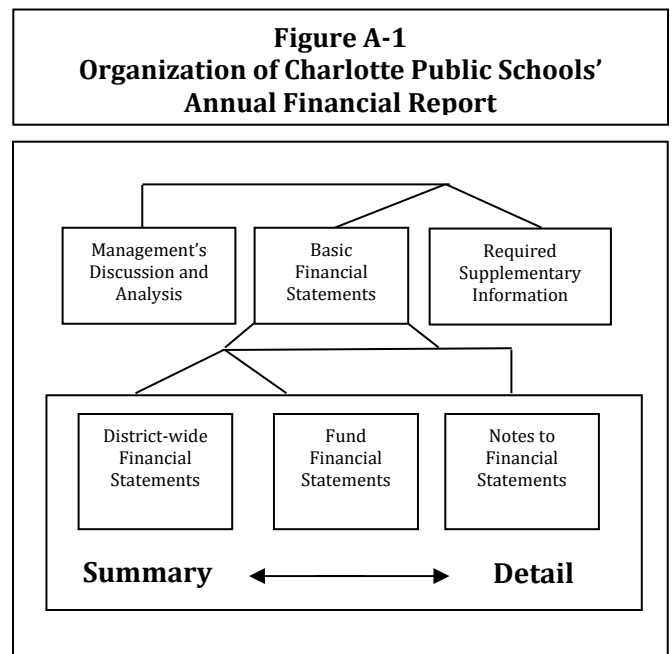 Figure A-1
Organization of Charlotte Public Schools'
Annual Financial Report
Management's
Discussion and
Analysis
Basic
Financial
Statements
Required
Supplementary
Information
District-wide
Financial
Statements
Fund
Financial
Statements
Notes to
Financial
Statements
Summary
Detail